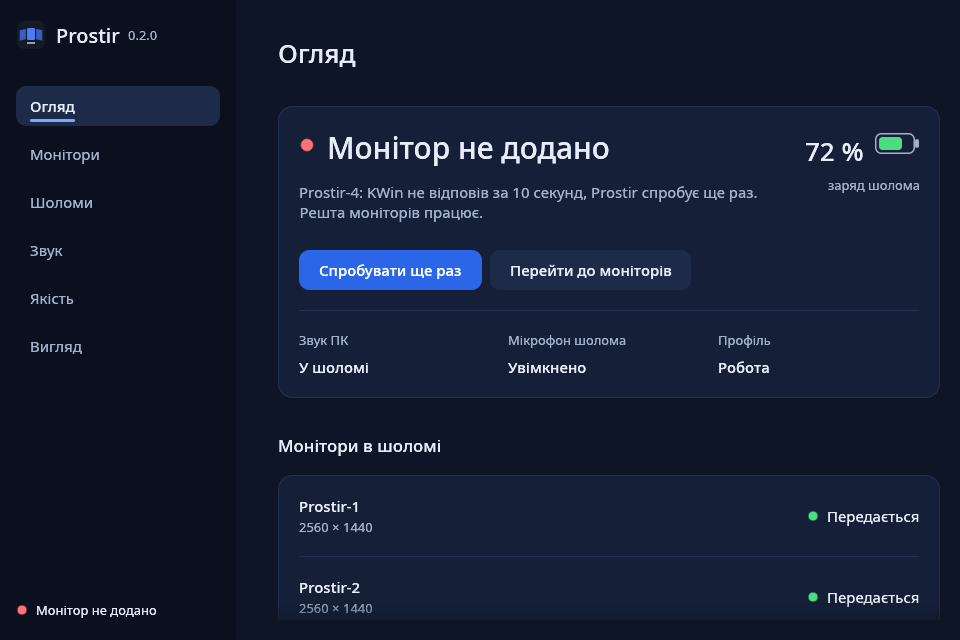 Prostir 0.2.0
Огляд
Монітори
Шоломи
Звук
Якість
Вигляд
Монітор не додано
Огляд
Монітор не додано
72 %
заряд шолома
Prostir-4: KWin не відповів за 10 секунд, Prostir спробує ще раз.
Решта моніторів працює.
Спробувати ще раз
Перейти до моніторів
Звук ПК
У шоломі
Мікрофон шолома
Увімкнено
Профіль
Робота
Монітори в шоломі
Prostir-1
2560 × 1440
Передається
Prostir-2
2560 × 1440
Передається